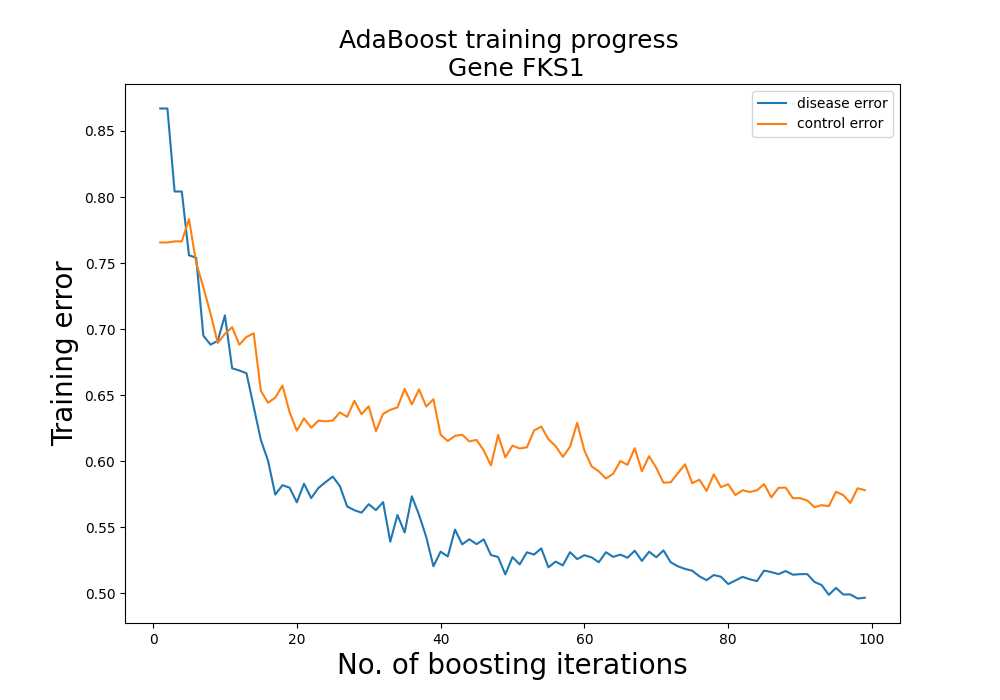 AdaBoost training progress
Gene FKS1
disease error
control error
Training error
0.85
0.80
0.75
0.70
0.65
0.60
0.55
0.50
0 20 40 60 80 100
No. of boosting iterations